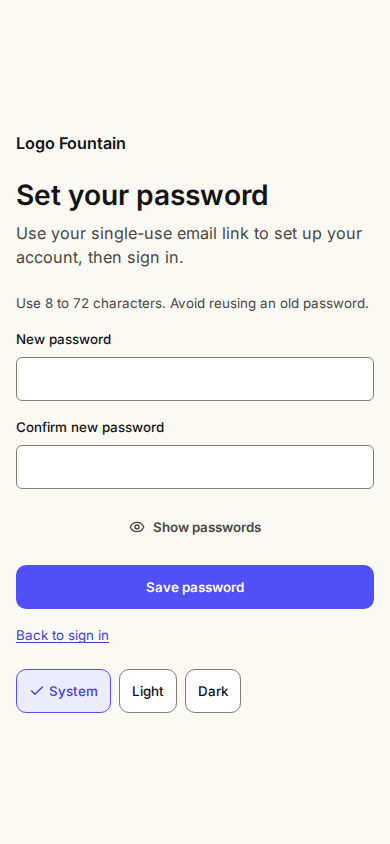 Logo Fountain
Set your password
Use your single-use email link to set up your
account, then sign in.
Use 8 to 72 characters. Avoid reusing an old password.
New password
Confirm new password
Show passwords
Save password
Back to sign in
System Light Dark